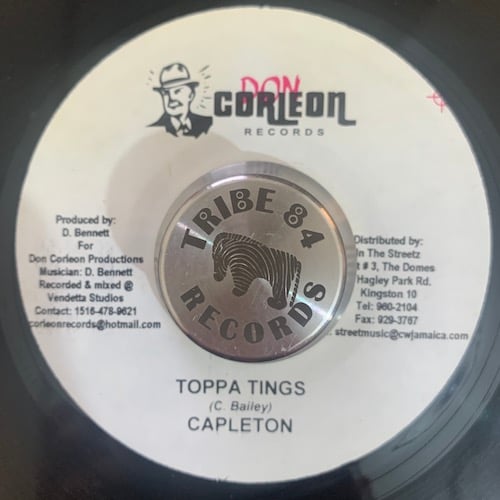 DON
CORLEON
RECORDS
Produced by:
D. Bennett
For
Don Corleon Productions
Musician: D. Bennett
Recorded & mixed @
Vendetta Studios
Contact: 1516-478-9621
corleonrecords@hotmail.com
TRIBE 84
RECORDS
Distributed by:
In The Streetz
t # 3, The Domes
Hagley Park Rd.
Kingston 10
Tel: 960-2104
Fax: 929-3767
streetmusic@cwjamaica.com
TOPPA TINGS
(C. Bailey)
CAPLETON